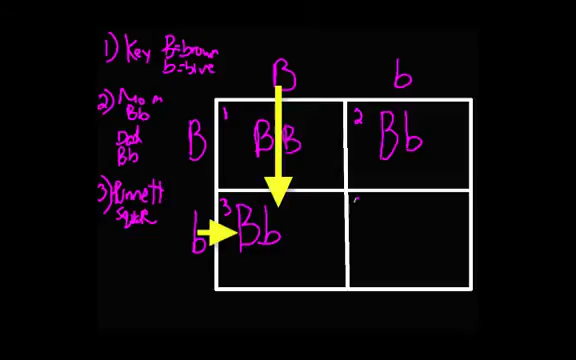 1) Key B=brown
b=blue
B b
2) Mom
Bb
Dad
Bb
B 1 BB 2 Bb
3) Punnett
Square
b 3 Bb